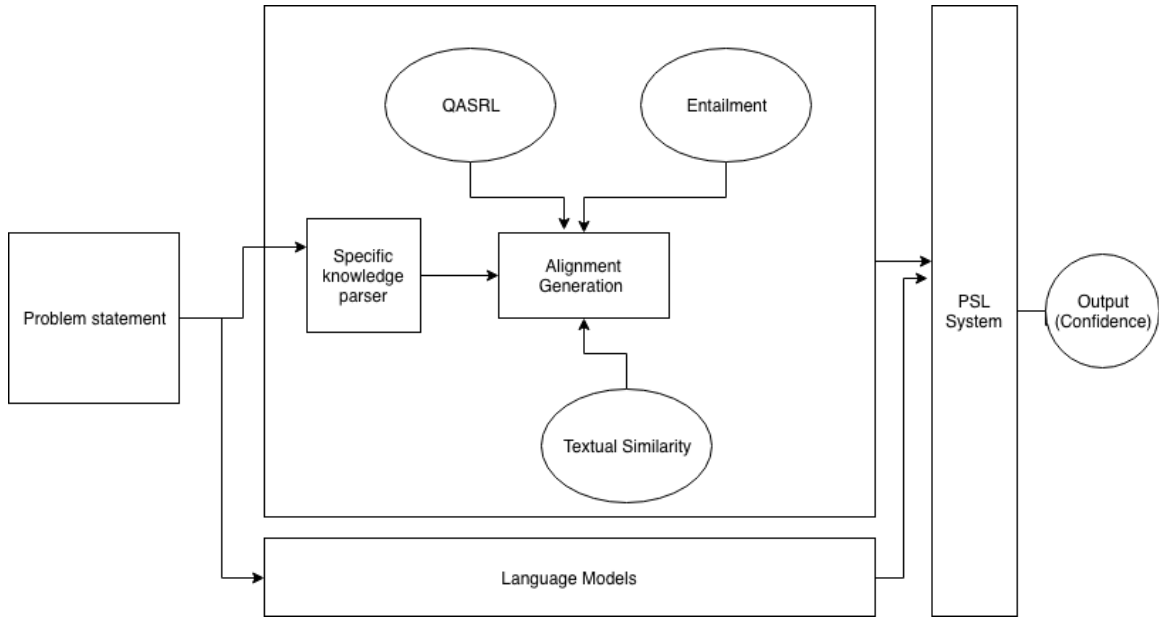 QASRL
Entailment
Specific
knowledge
parser
Alignment
Generation
Problem statement
PSL
System
Output
(Confidence)
Textual Similarity
Language Models